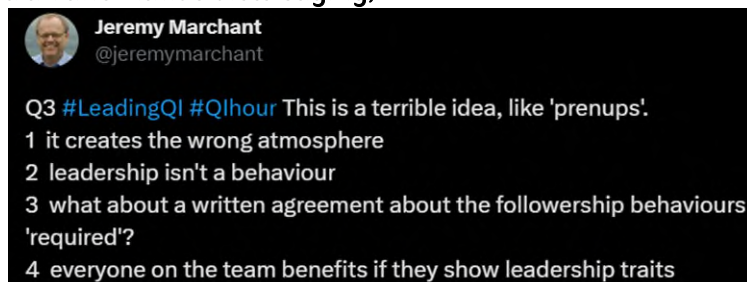 Jeremy Marchant
@jeremymarchant
Q3 #LeadingQI #QIhour This is a terrible idea, like 'prenups'.
1 it creates the wrong atmosphere
2 leadership isn't a behaviour
3 what about a written agreement about the followership behaviours
'required'?
4 everyone on the team benefits if they show leadership traits